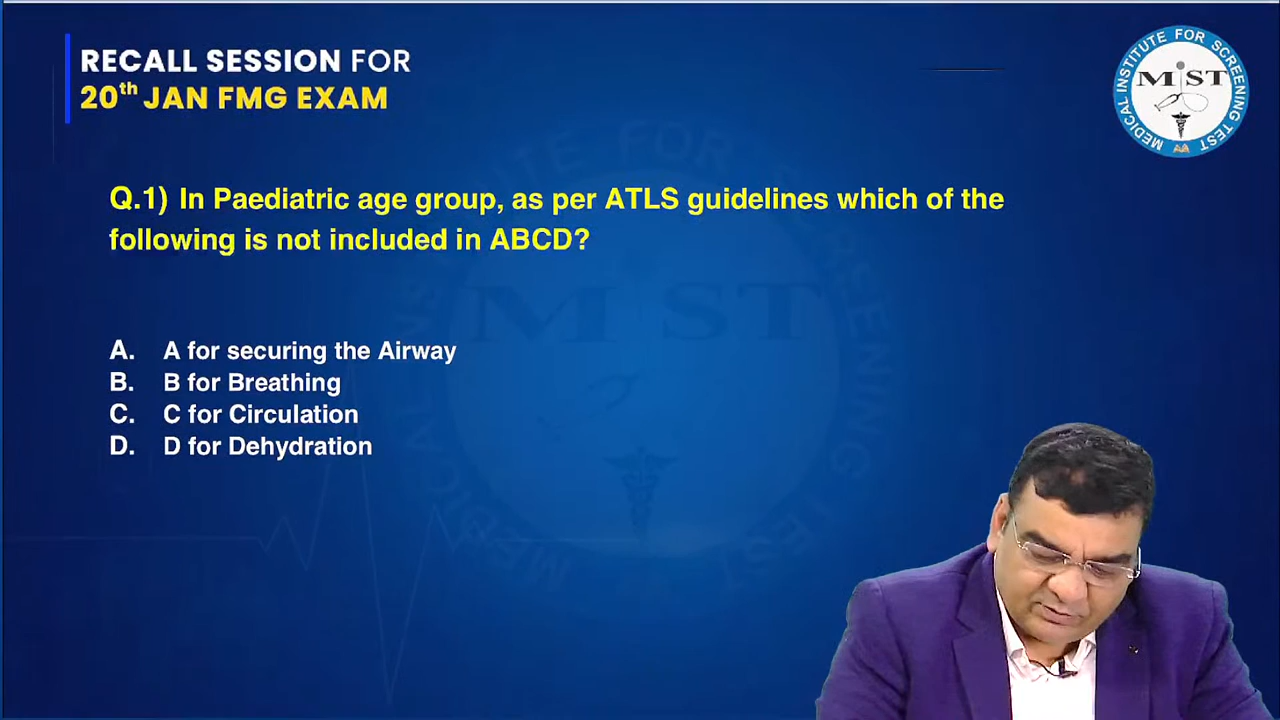 RECALL SESSION FOR
20th JAN FMG EXAM
MEDICAL INSTITUTE FOR SCREENING TEST
MIST
Q.1) In Paediatric age group, as per ATLS guidelines which of the
following is not included in ABCD?
A. A for securing the Airway
B. B for Breathing
C. C for Circulation
D. D for Dehydration